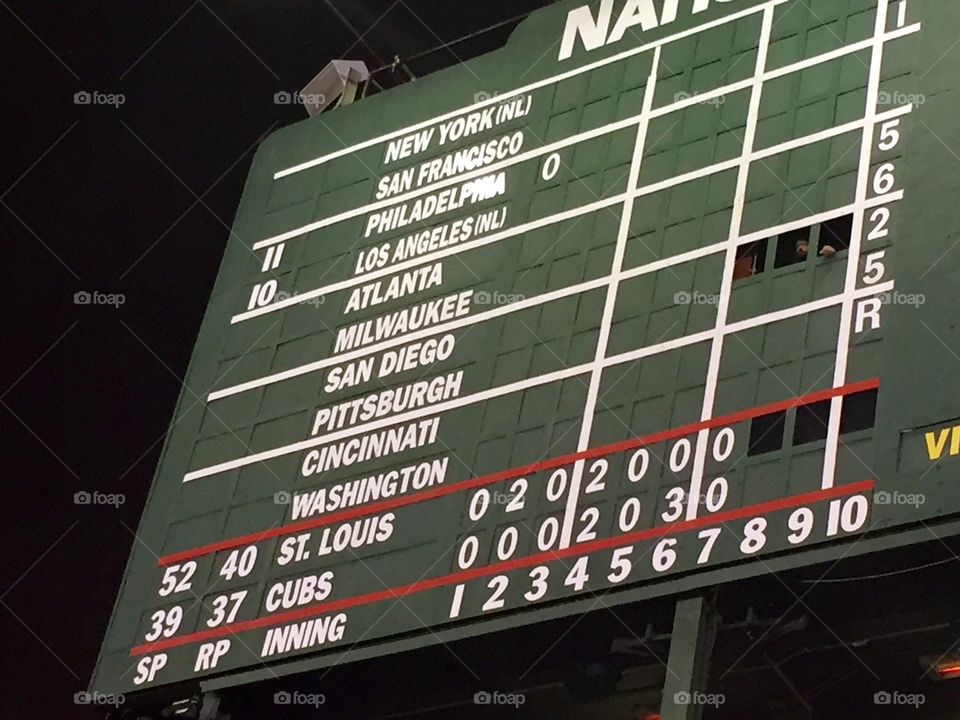 NEW YORK (NL)
SAN FRANCISCO
11 PHILADELPHIA 0
10 LOS ANGELES (NL)
ATLANTA 5
MILWAUKEE 6
SAN DIEGO 2
PITTSBURGH 5
CINCINNATI R
WASHINGTON
52 40 ST. LOUIS 0 2 0 2 0 0 0
39 37 CUBS 0 0 0 2 0 3 0
SP RP INNING 1 2 3 4 5 6 7 8 9 10